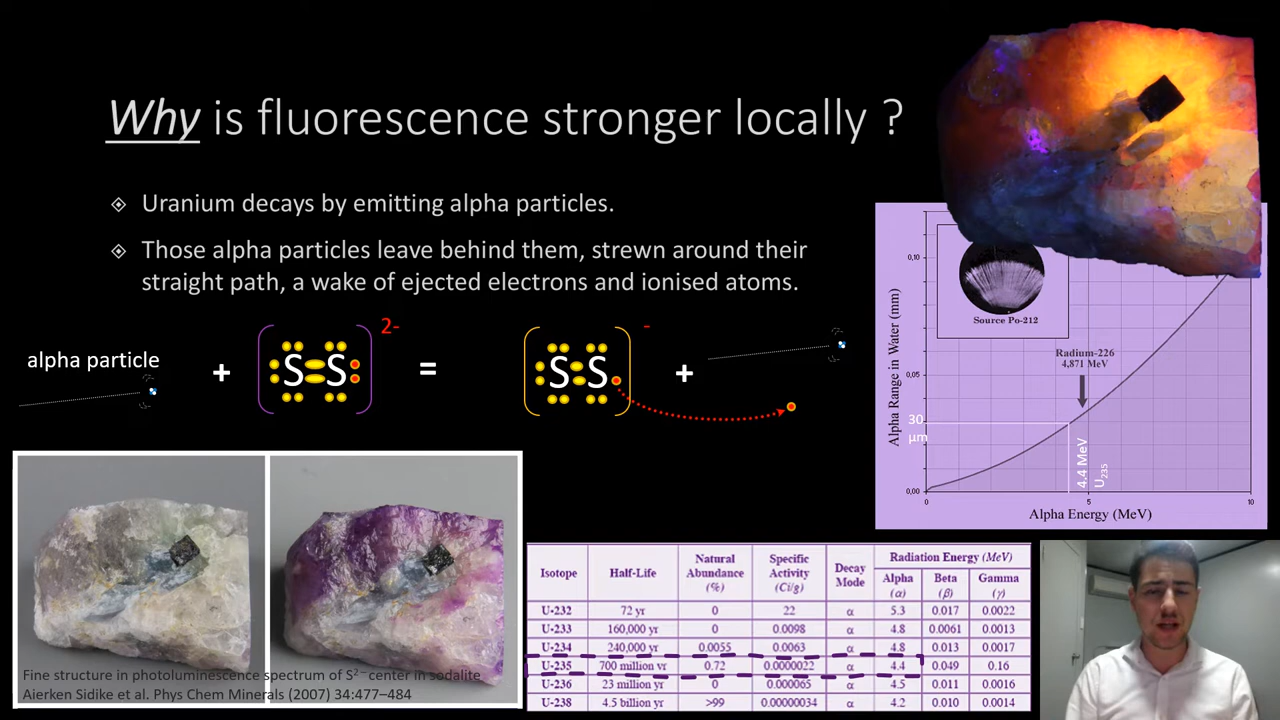 Why is fluorescence stronger locally ?
Uranium decays by emitting alpha particles.
Those alpha particles leave behind them, strewn around their
straight path, a wake of ejected electrons and ionised atoms.
alpha particle
+
S S
2-
=
S S
-
+
Alpha Range in Water (mm)
0,10
0,05
0,00
Source Po-212
Radium-226
4,871 MeV
30
µm
4.4 MeV
U235
0
5
10
Alpha Energy (MeV)
Fine structure in photoluminescence spectrum of S2− center in sodalite
Aierken Sidike et al. Phys Chem Minerals (2007) 34:477–484
Isotope Half-Life Natural Abundance (%) Specific Activity (Ci/g) Decay Mode Radiation Energy (MeV)
Alpha (α) Beta (β) Gamma (γ)
U-232 72 yr 0 22 α 5.3 0.017 0.0022
U-233 160,000 yr 0 0.0098 α 4.8 0.0061 0.0013
U-234 240,000 yr 0.0055 0.0063 α 4.8 0.013 0.0017
U-235 700 million yr 0.72 0.0000022 α 4.4 0.049 0.16
U-236 23 million yr 0 0.000065 α 4.5 0.011 0.0016
U-238 4.5 billion yr >99 0.00000034 α 4.2 0.010 0.0014